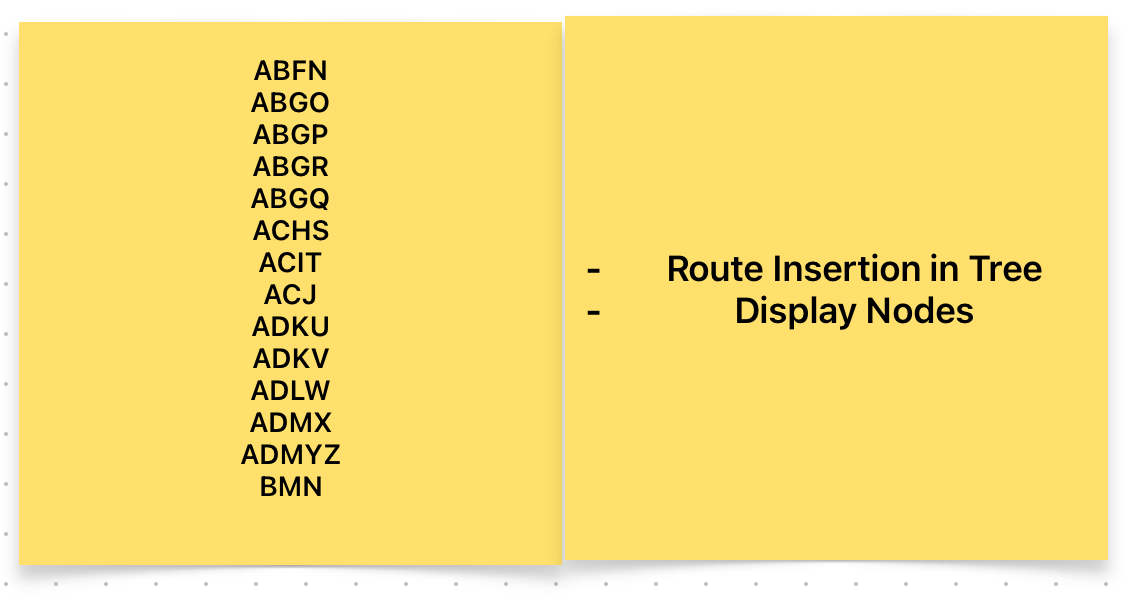 ABFN
ABGO
ABGP
ABGR
ABGQ
ACHS
ACIT
ACJ
ADKU
ADKV
ADLW
ADMX
ADMYZ
BMN
- Route Insertion in Tree
- Display Nodes